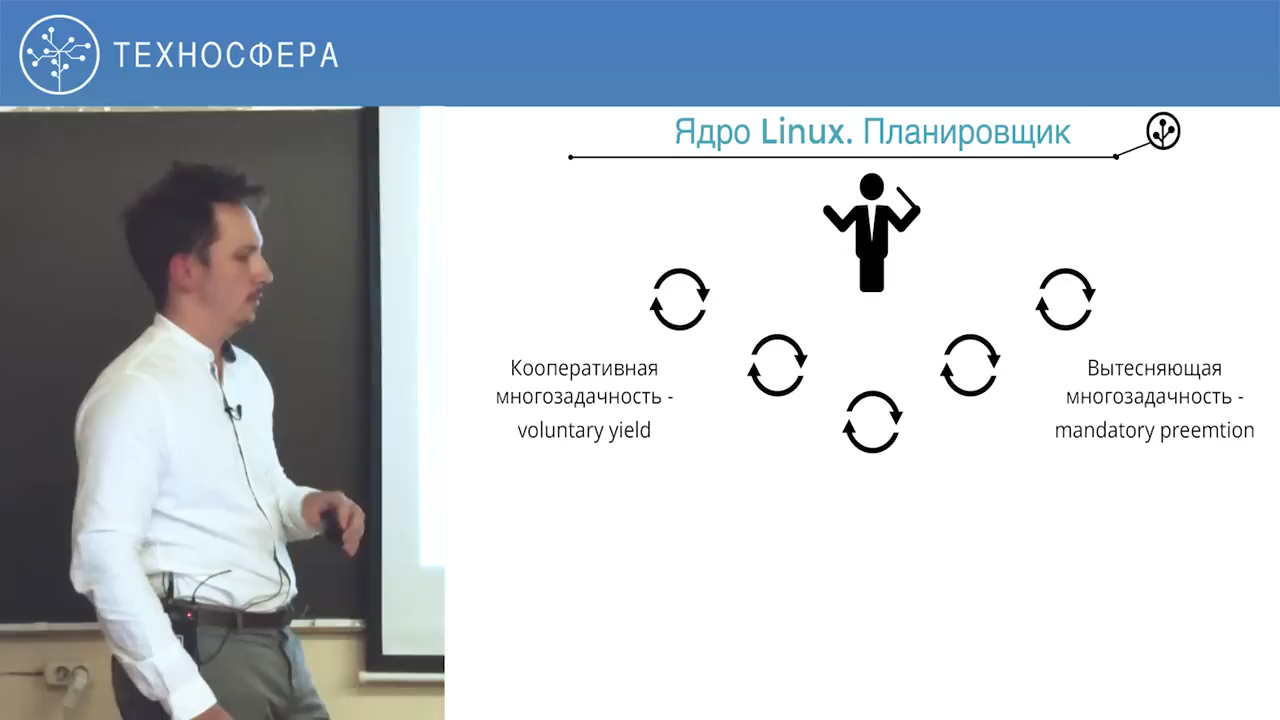 ТЕХНОСФЕРА
Ядро Linux. Планировщик
Кооперативная
многозадачность -
voluntary yield
Вытесняющая
многозадачность -
mandatory preemtion